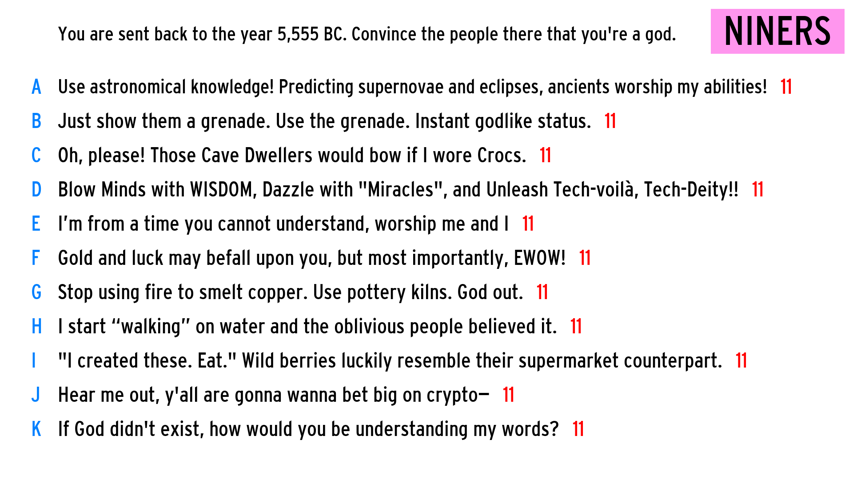 You are sent back to the year 5,555 BC. Convince the people there that you're a god. NINERS
A Use astronomical knowledge! Predicting supernovae and eclipses, ancients worship my abilities! 11
B Just show them a grenade. Use the grenade. Instant godlike status. 11
C Oh, please! Those Cave Dwellers would bow if I wore Crocs. 11
D Blow Minds with WISDOM, Dazzle with "Miracles", and Unleash Tech-voilà, Tech-Deity!! 11
E I’m from a time you cannot understand, worship me and I 11
F Gold and luck may befall upon you, but most importantly, EWOW! 11
G Stop using fire to smelt copper. Use pottery kilns. God out. 11
H I start “walking” on water and the oblivious people believed it. 11
I "I created these. Eat." Wild berries luckily resemble their supermarket counterpart. 11
J Hear me out, y'all are gonna wanna bet big on crypto— 11
K If God didn't exist, how would you be understanding my words? 11